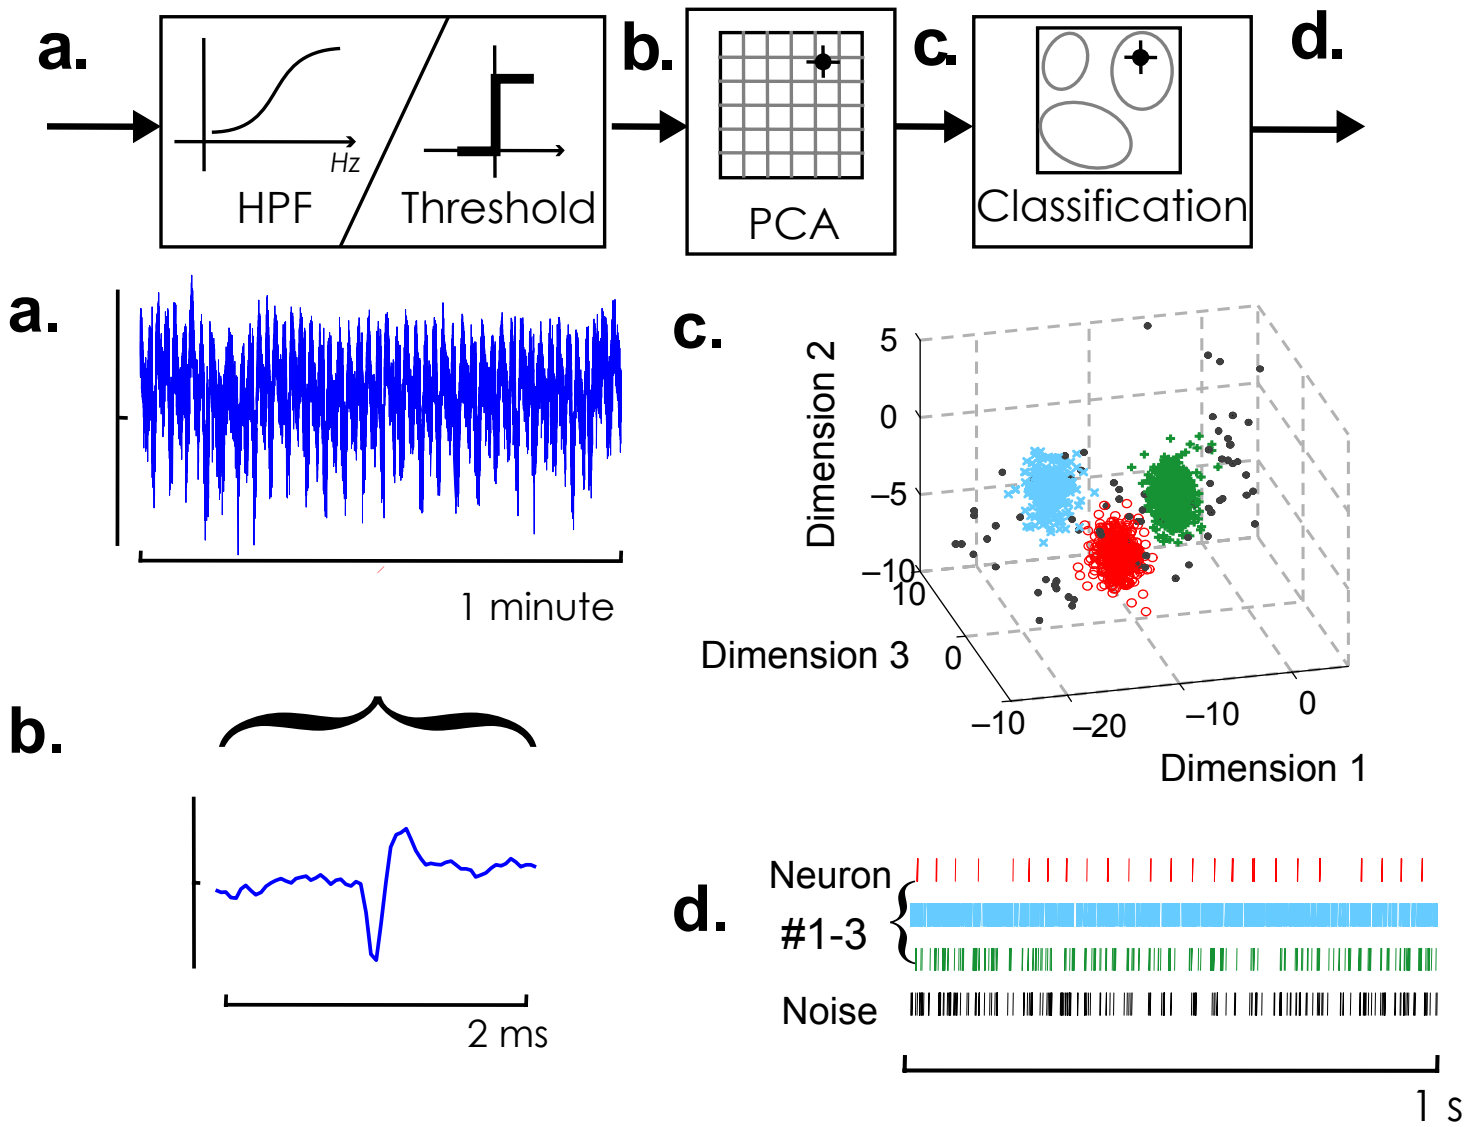 a.
b.
c.
d.
Hz
HPF
Threshold
PCA
Classification
a.
1 minute
b.
2 ms
c.
Dimension 2
5
0
–5
–10
10
Dimension 3
0
–10
–20
–10
0
Dimension 1
d.
Neuron
#1-3
Noise
1 s